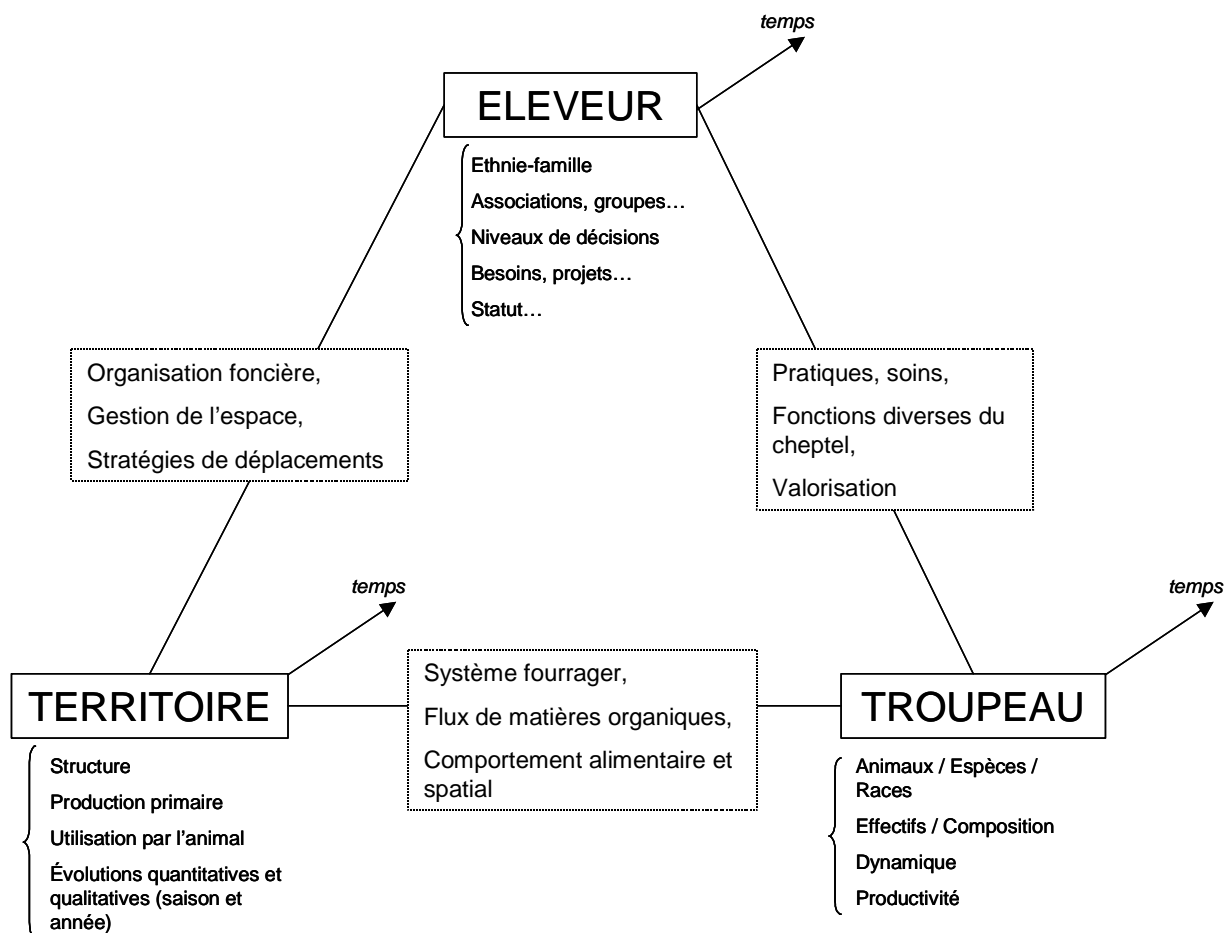 temps
ELEVEUR
Ethnie-famille
Associations, groupes…
Niveaux de décisions
Besoins, projets…
Statut…
Organisation foncière,
Gestion de l’espace,
Stratégies de déplacements
Pratiques, soins,
Fonctions diverses du
cheptel,
Valorisation
temps
temps
TERRITOIRE
Système fourrager,
Flux de matières organiques,
Comportement alimentaire et
spatial
TROUPEAU
Structure
Production primaire
Utilisation par l’animal
Évolutions quantitatives et
qualitatives (saison et
année)
Animaux / Espèces /
Races
Effectifs / Composition
Dynamique
Productivité